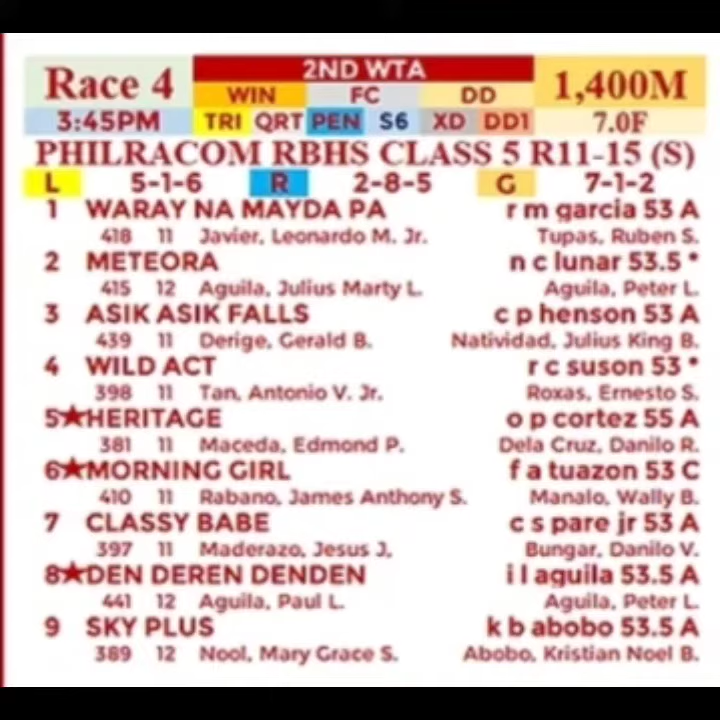 Race 4 2ND WTA 1,400M
WIN FC DD
3:45PM TRI QRT PEN S6 XD DD1 7.0F
PHILRACOM RBHS CLASS 5 R11-15 (S)
L 5-1-6 R 2-8-5 G 7-1-2
1 WARAY NA MAYDA PA r m garcia 53 A
418 11 Javier, Leonardo M. Jr. Tupas, Ruben S.
2 METEORA n c lunar 53.5 *
415 12 Aguila, Julius Marty L. Aguila, Peter L.
3 ASIK ASIK FALLS c p henson 53 A
439 11 Derige, Gerald B. Natividad, Julius King B.
4 WILD ACT r c suson 53 *
398 11 Tan, Antonio V. Jr. Roxas, Ernesto S.
5★HERITAGE o p cortez 55 A
381 11 Maceda, Edmond P. Dela Cruz, Danilo R.
6★MORNING GIRL f a tuazon 53 C
410 11 Rabano, James Anthony S. Manalo, Wally B.
7 CLASSY BABE c s pare jr 53 A
397 11 Maderazo, Jesus J, Bungar, Danilo V.
8★DEN DEREN DENDEN i l aguila 53.5 A
441 12 Aguila, Paul L. Aguila, Peter L.
9 SKY PLUS k b abobo 53.5 A
389 12 Nool, Mary Grace S. Abobo, Kristian Noel B.